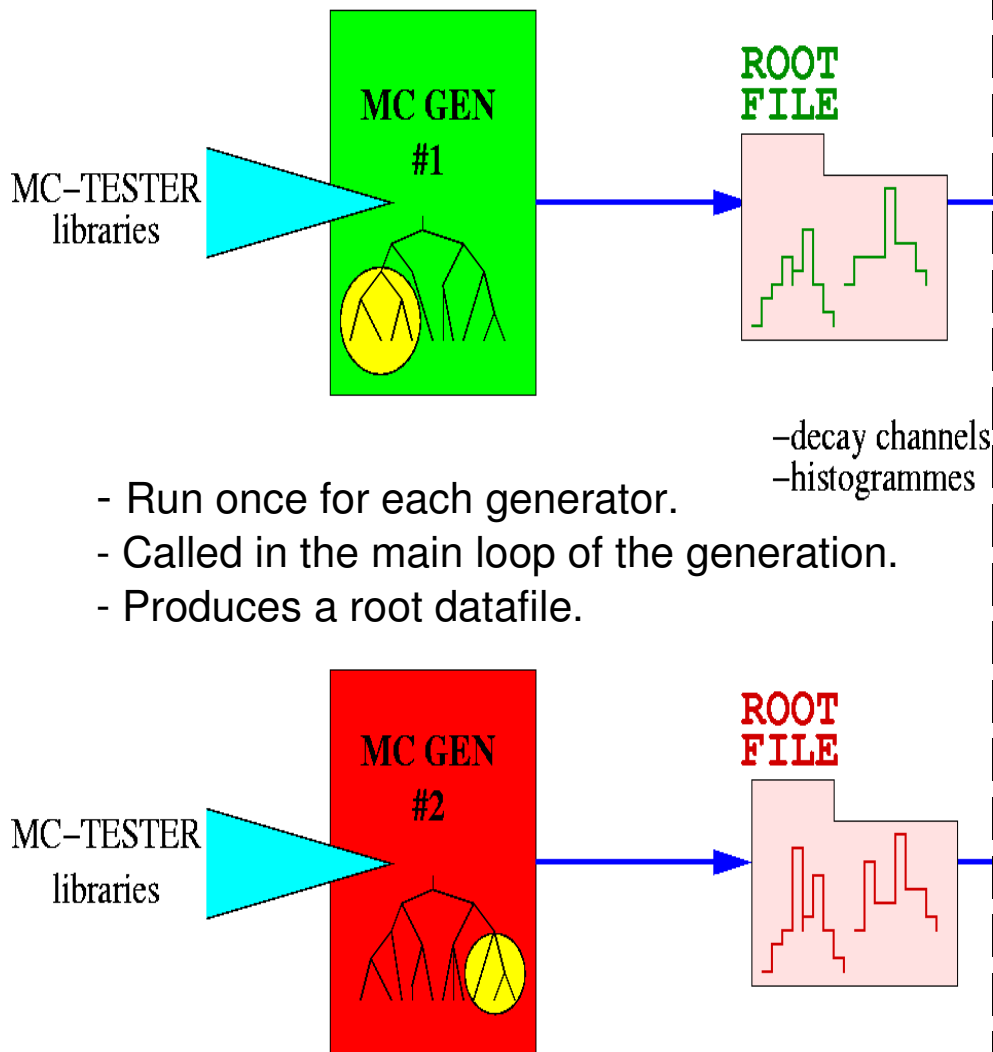 ROOT
FILE
MC GEN
#1
MC–TESTER
libraries
–decay channels
–histogrammes
- Run once for each generator.
- Called in the main loop of the generation.
- Produces a root datafile.
ROOT
FILE
MC GEN
#2
MC–TESTER
libraries